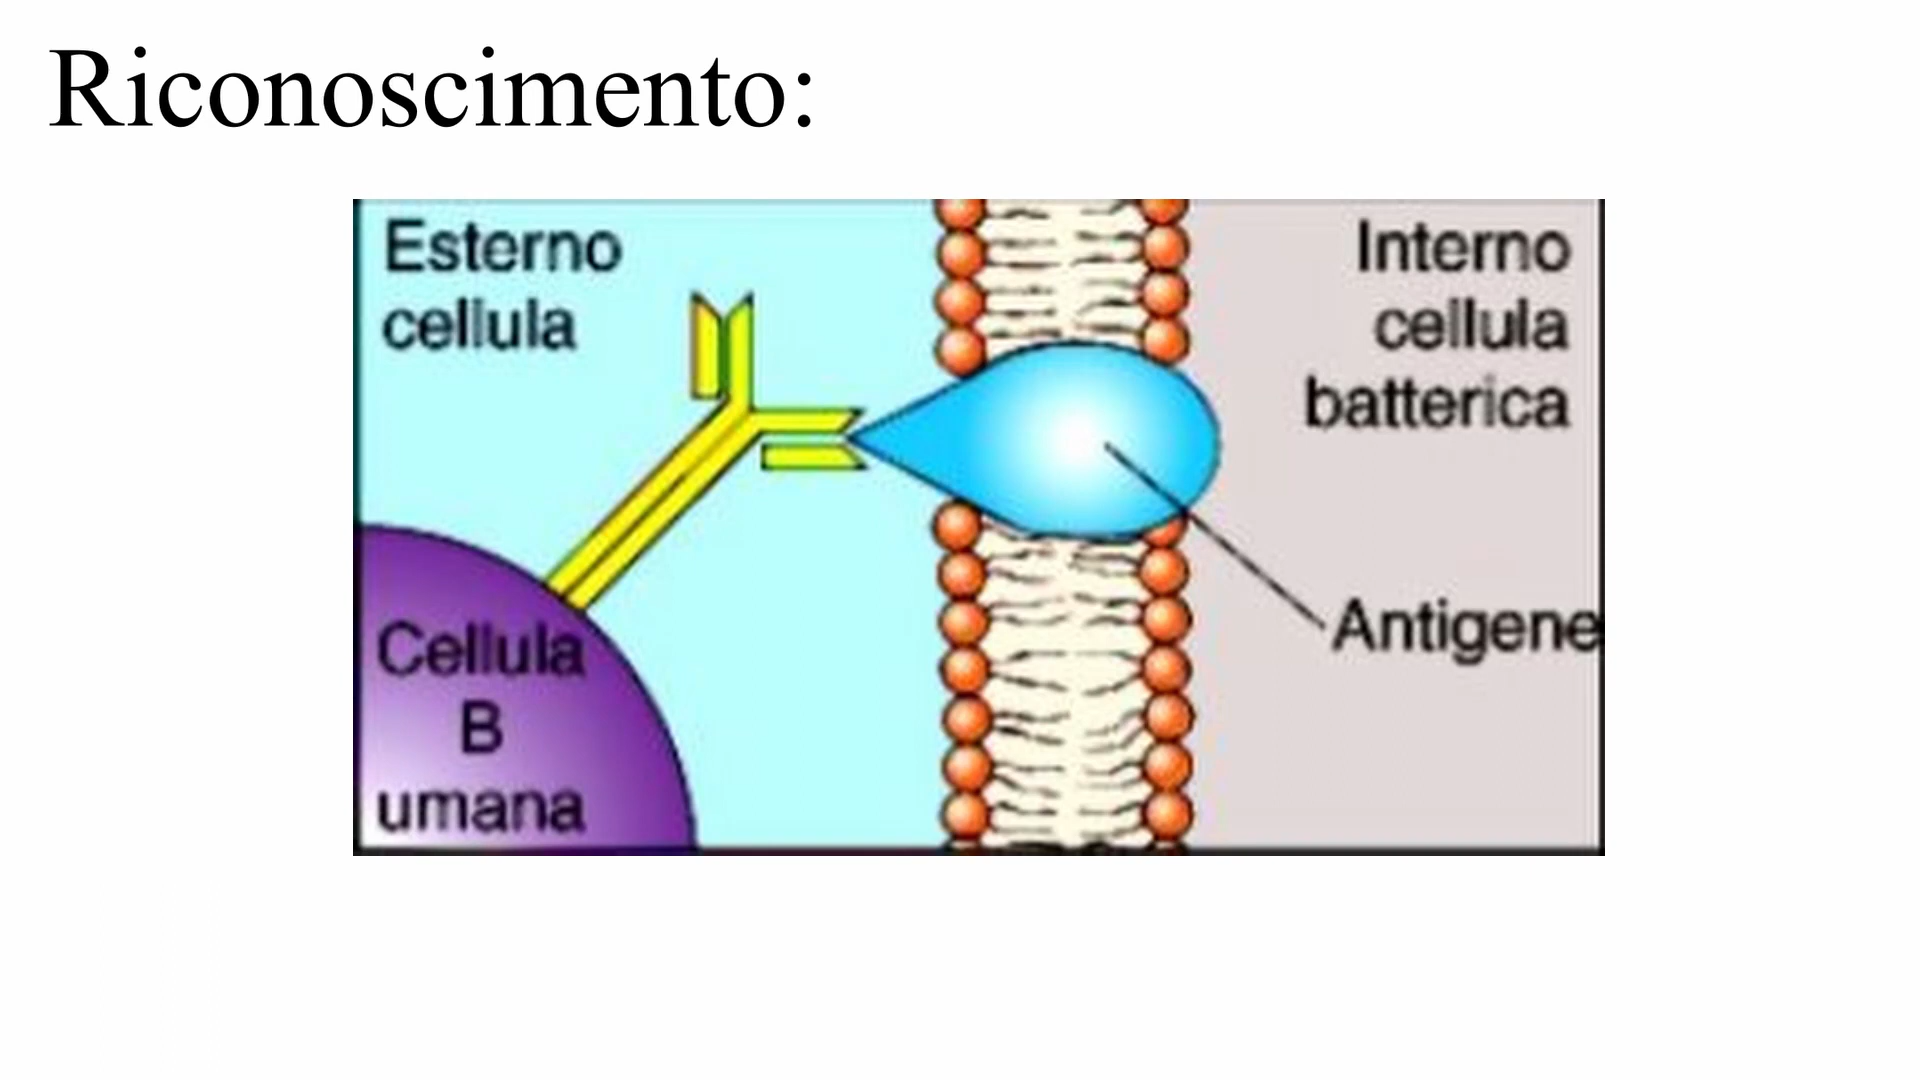 Riconoscimento:
Esterno
cellula
Interno
cellula
batterica
Antigene
Cellula
B
umana